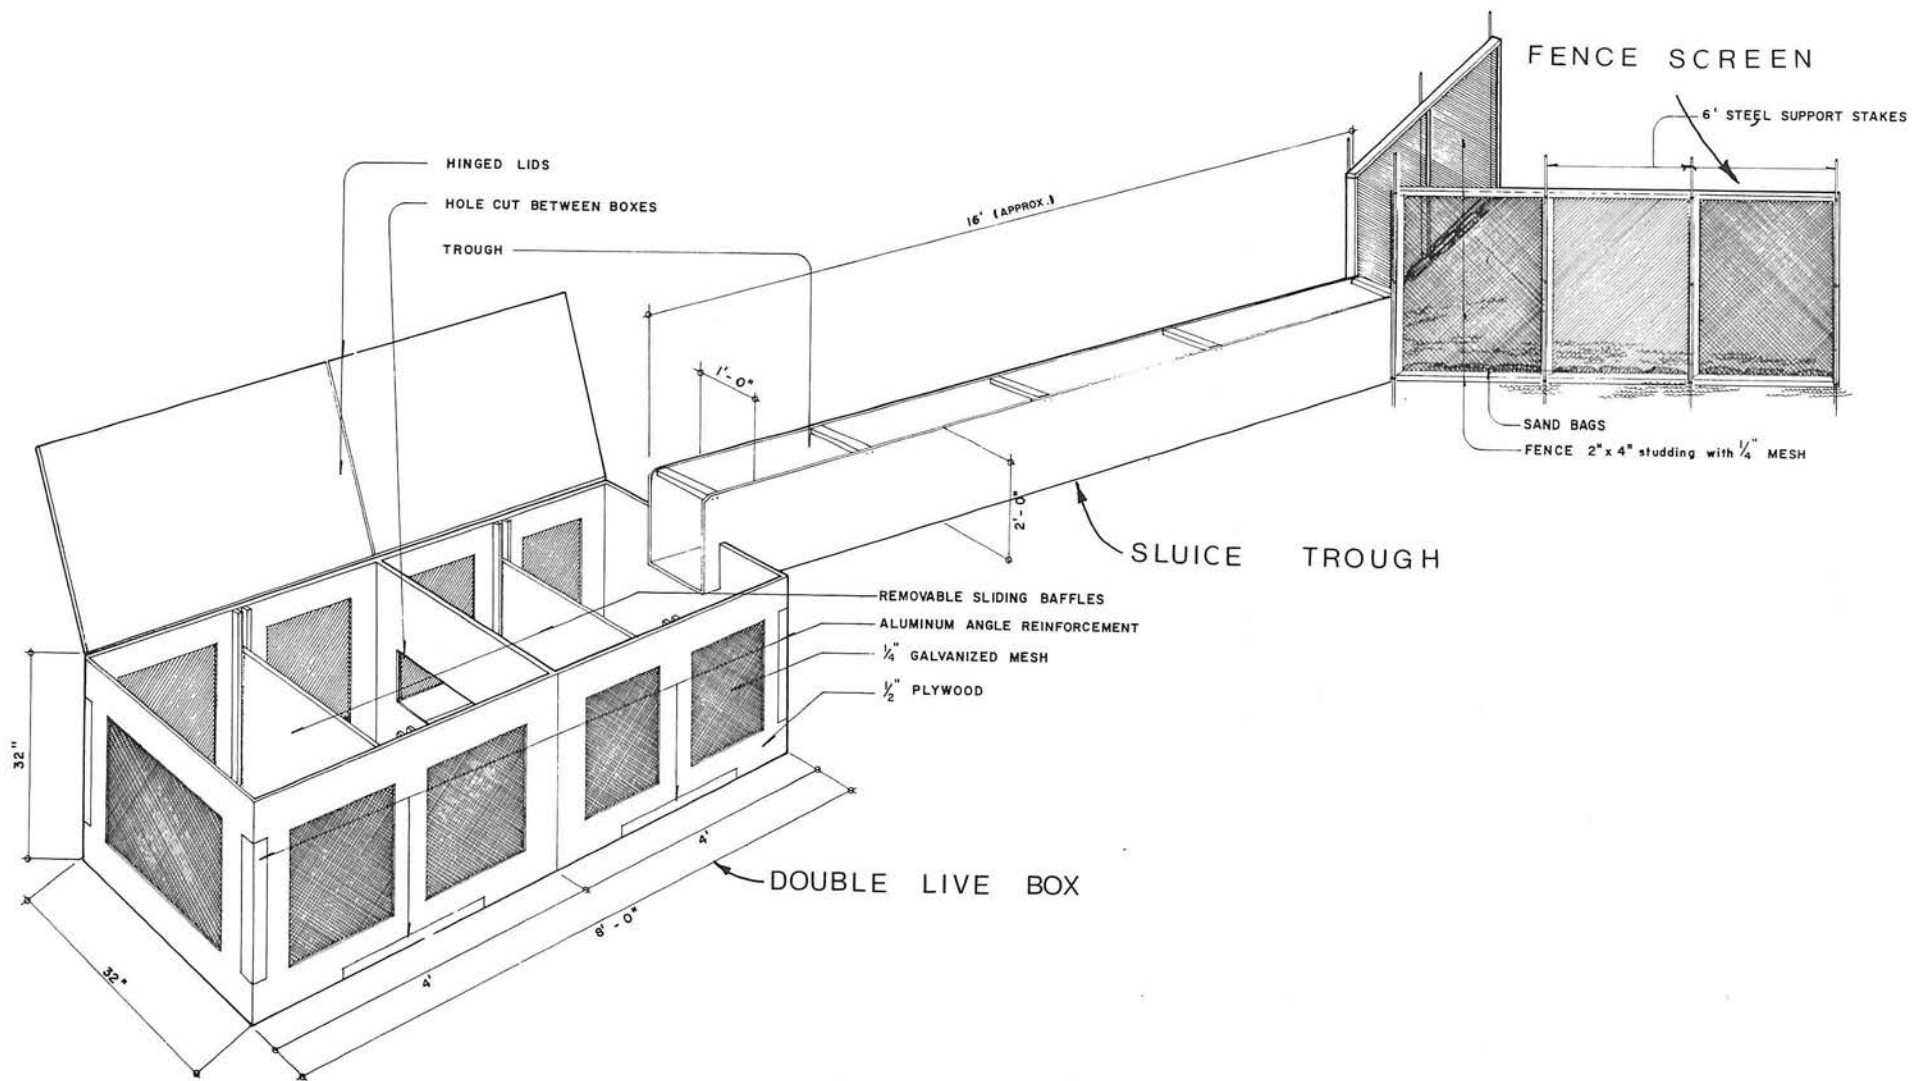 FENCE SCREEN
6' STEEL SUPPORT STAKES
HINGED LIDS
HOLE CUT BETWEEN BOXES
TROUGH
16' (APPROX.)
1'-0"
2'-0"
SAND BAGS
FENCE 2" x 4" studding with 1/4" MESH
SLUICE TROUGH
REMOVABLE SLIDING BAFFLES
ALUMINUM ANGLE REINFORCEMENT
1/4" GALVANIZED MESH
1/2" PLYWOOD
32"
4'
DOUBLE LIVE BOX
8'-0"
4'
32"